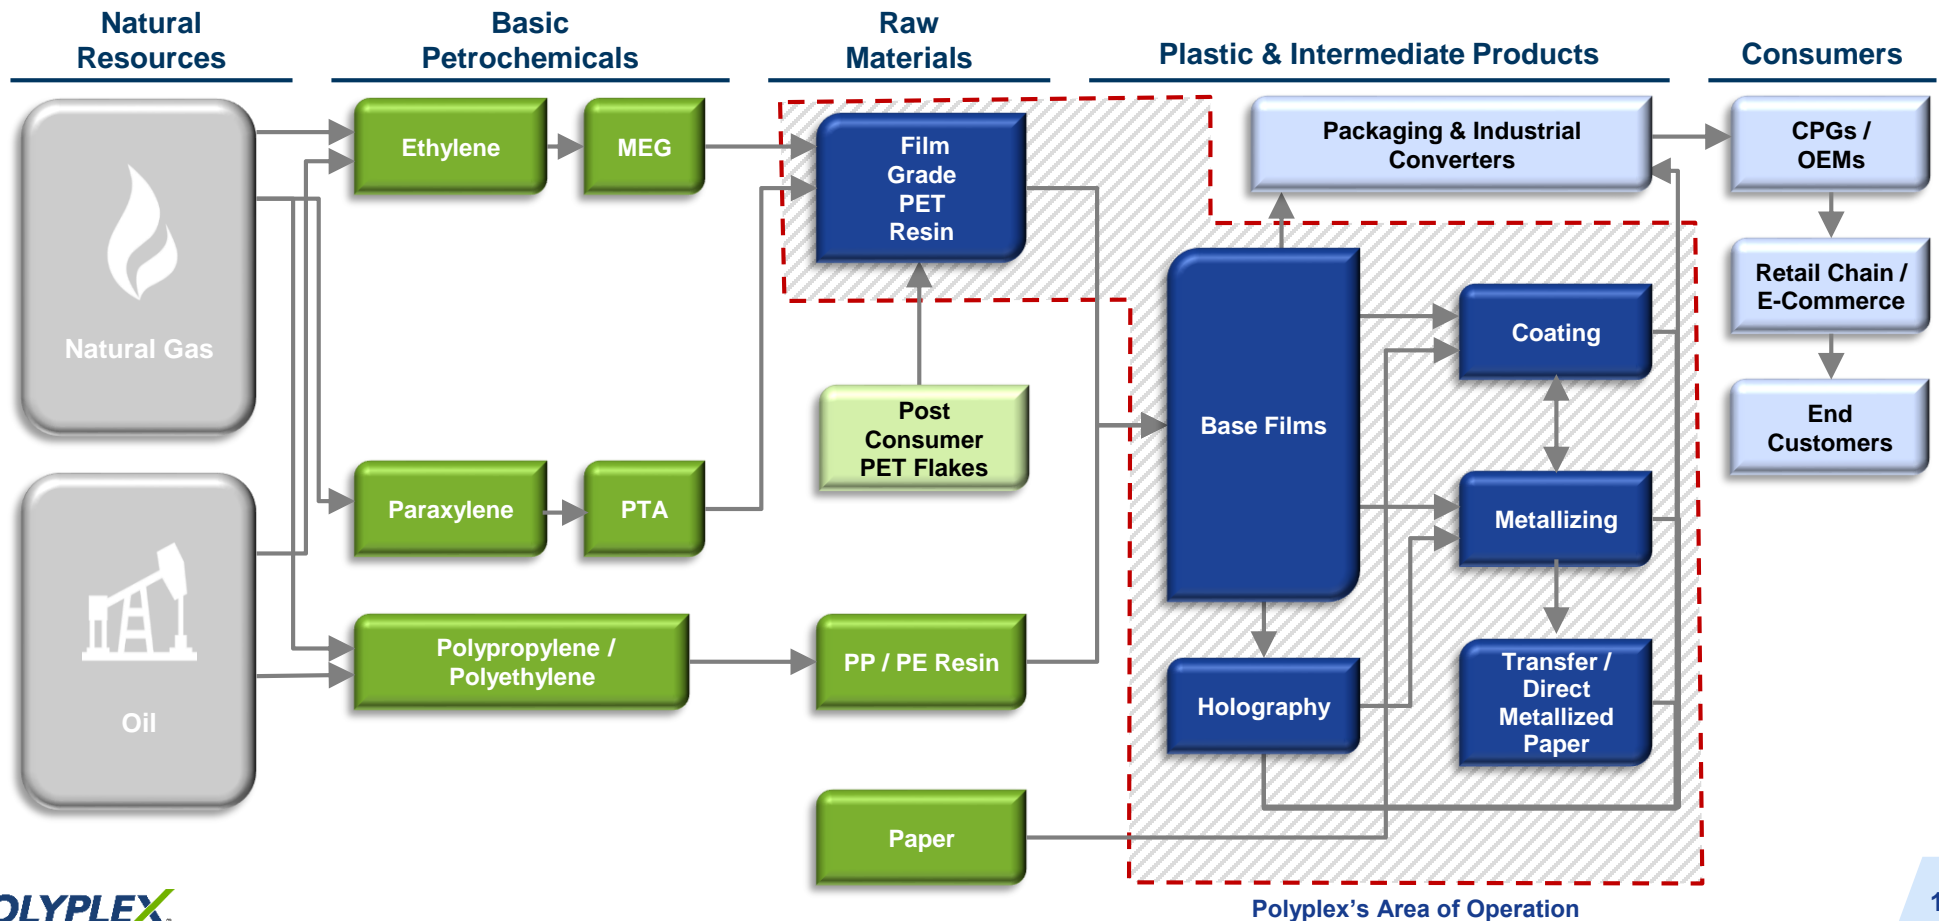 Natural
Resources
Basic
Petrochemicals
Raw
Materials
Plastic & Intermediate Products
Consumers
Natural Gas
Oil
Ethylene
MEG
Paraxylene
PTA
Polypropylene /
Polyethylene
Film
Grade
PET
Resin
Post
Consumer
PET Flakes
PP / PE Resin
Paper
Packaging & Industrial
Converters
Base Films
Holography
Coating
Metallizing
Transfer /
Direct
Metallized
Paper
CPGs /
OEMs
Retail Chain /
E-Commerce
End
Customers
Polyplex's Area of Operation
OLYPLEX
1